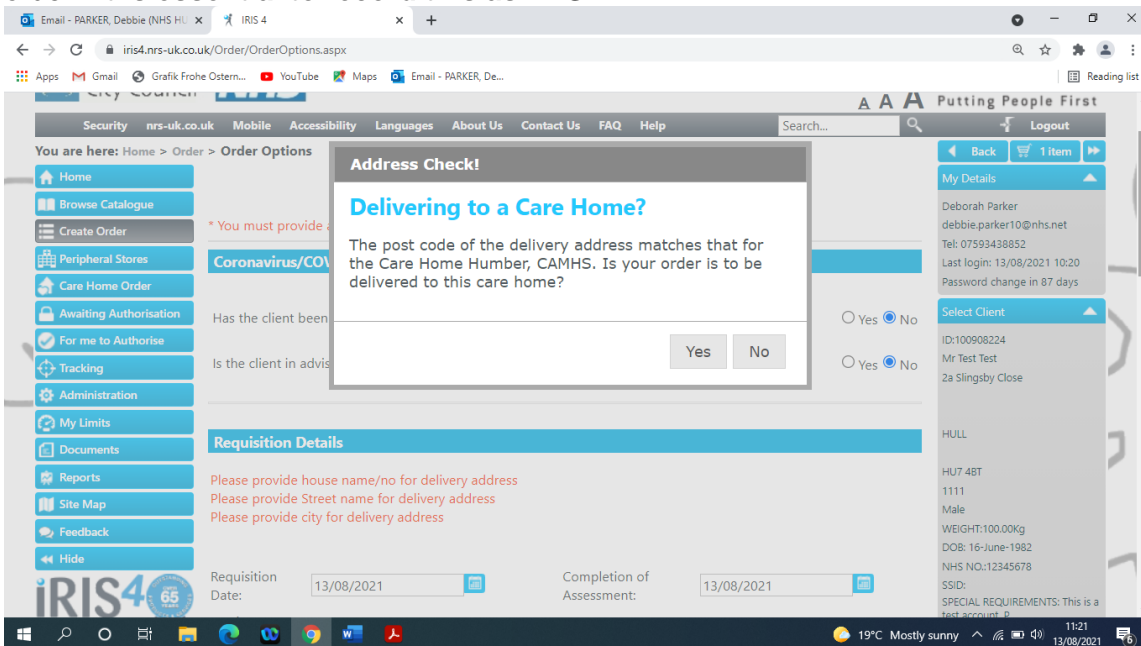 Email - PARKER, Debbie (NHS HU
IRIS 4
iris4.nrs-uk.co.uk/Order/OrderOptions.aspx
Apps Gmail Grafik Frohe Ostern... YouTube Maps Email - PARKER, De... Reading list
City Council
A A A
Putting People First
Security nrs-uk.co.uk Mobile Accessibility Languages About Us Contact Us FAQ Help Search... Logout
You are here: Home > Order > Order Options
Back 1 item
Home
Browse Catalogue
Create Order
Peripheral Stores
Care Home Order
Awaiting Authorisation
For me to Authorise
Tracking
Administration
My Limits
Documents
Reports
Site Map
Feedback
Hide
iRIS4
65
* You must provide
Coronavirus/COV
Has the client been
Yes No
Is the client in advis
Yes No
Address Check!
Delivering to a Care Home?
The post code of the delivery address matches that for
the Care Home Humber, CAMHS. Is your order is to be
delivered to this care home?
Yes No
Requisition Details
Please provide house name/no for delivery address
Please provide Street name for delivery address
Please provide city for delivery address
Requisition
Date:
13/08/2021
Completion of
Assessment:
13/08/2021
My Details
Deborah Parker
debbie.parker10@nhs.net
Tel: 07593438852
Last login: 13/08/2021 10:20
Password change in 87 days
Select Client
ID:100908224
Mr Test Test
2a Slingsby Close
HULL
HU7 4BT
1111
Male
WEIGHT:100.00Kg
DOB: 16-June-1982
NHS NO.:12345678
SSID:
SPECIAL REQUIREMENTS: This is a
test account. P
19°C Mostly sunny
11:21
13/08/2021
6